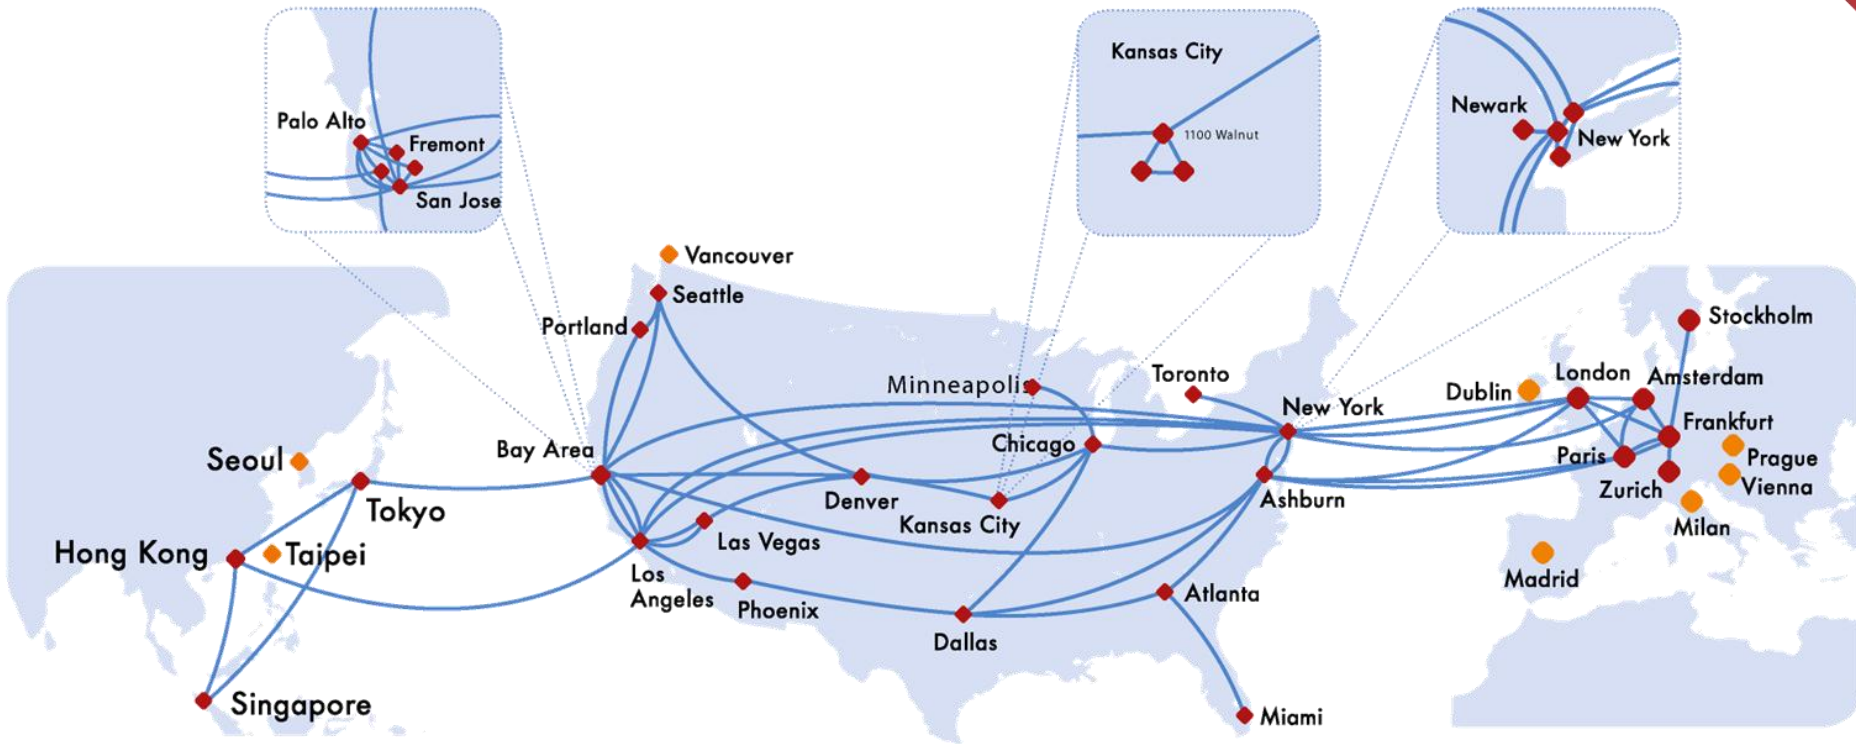 Palo Alto
Fremont
San Jose
Kansas City
1100 Walnut
Newark
New York
Vancouver
Seattle
Portland
Minneapolis
Toronto
New York
Chicago
Bay Area
Denver
Kansas City
Ashburn
Las Vegas
Los
Angeles
Phoenix
Dallas
Atlanta
Miami
Seoul
Tokyo
Hong Kong
Taipei
Singapore
Stockholm
London
Amsterdam
Dublin
Frankfurt
Paris
Prague
Zurich
Vienna
Milan
Madrid